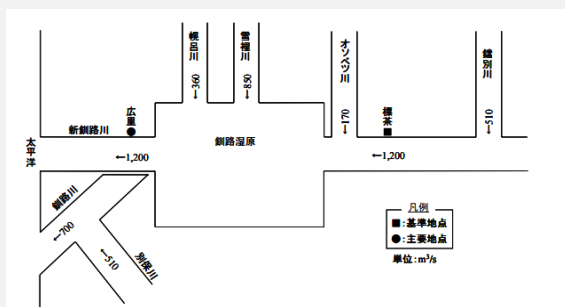 幌呂川
←360
雪裡川
←850
オソベツ川
←170
鐺別川
←510
広里
●
標茶
■
新釧路川
釧路湿原
太平洋
←1,200
←1,200
釧路川
←700
別保川
←510
凡例
■:基準地点
●:主要地点
単位:m³/s